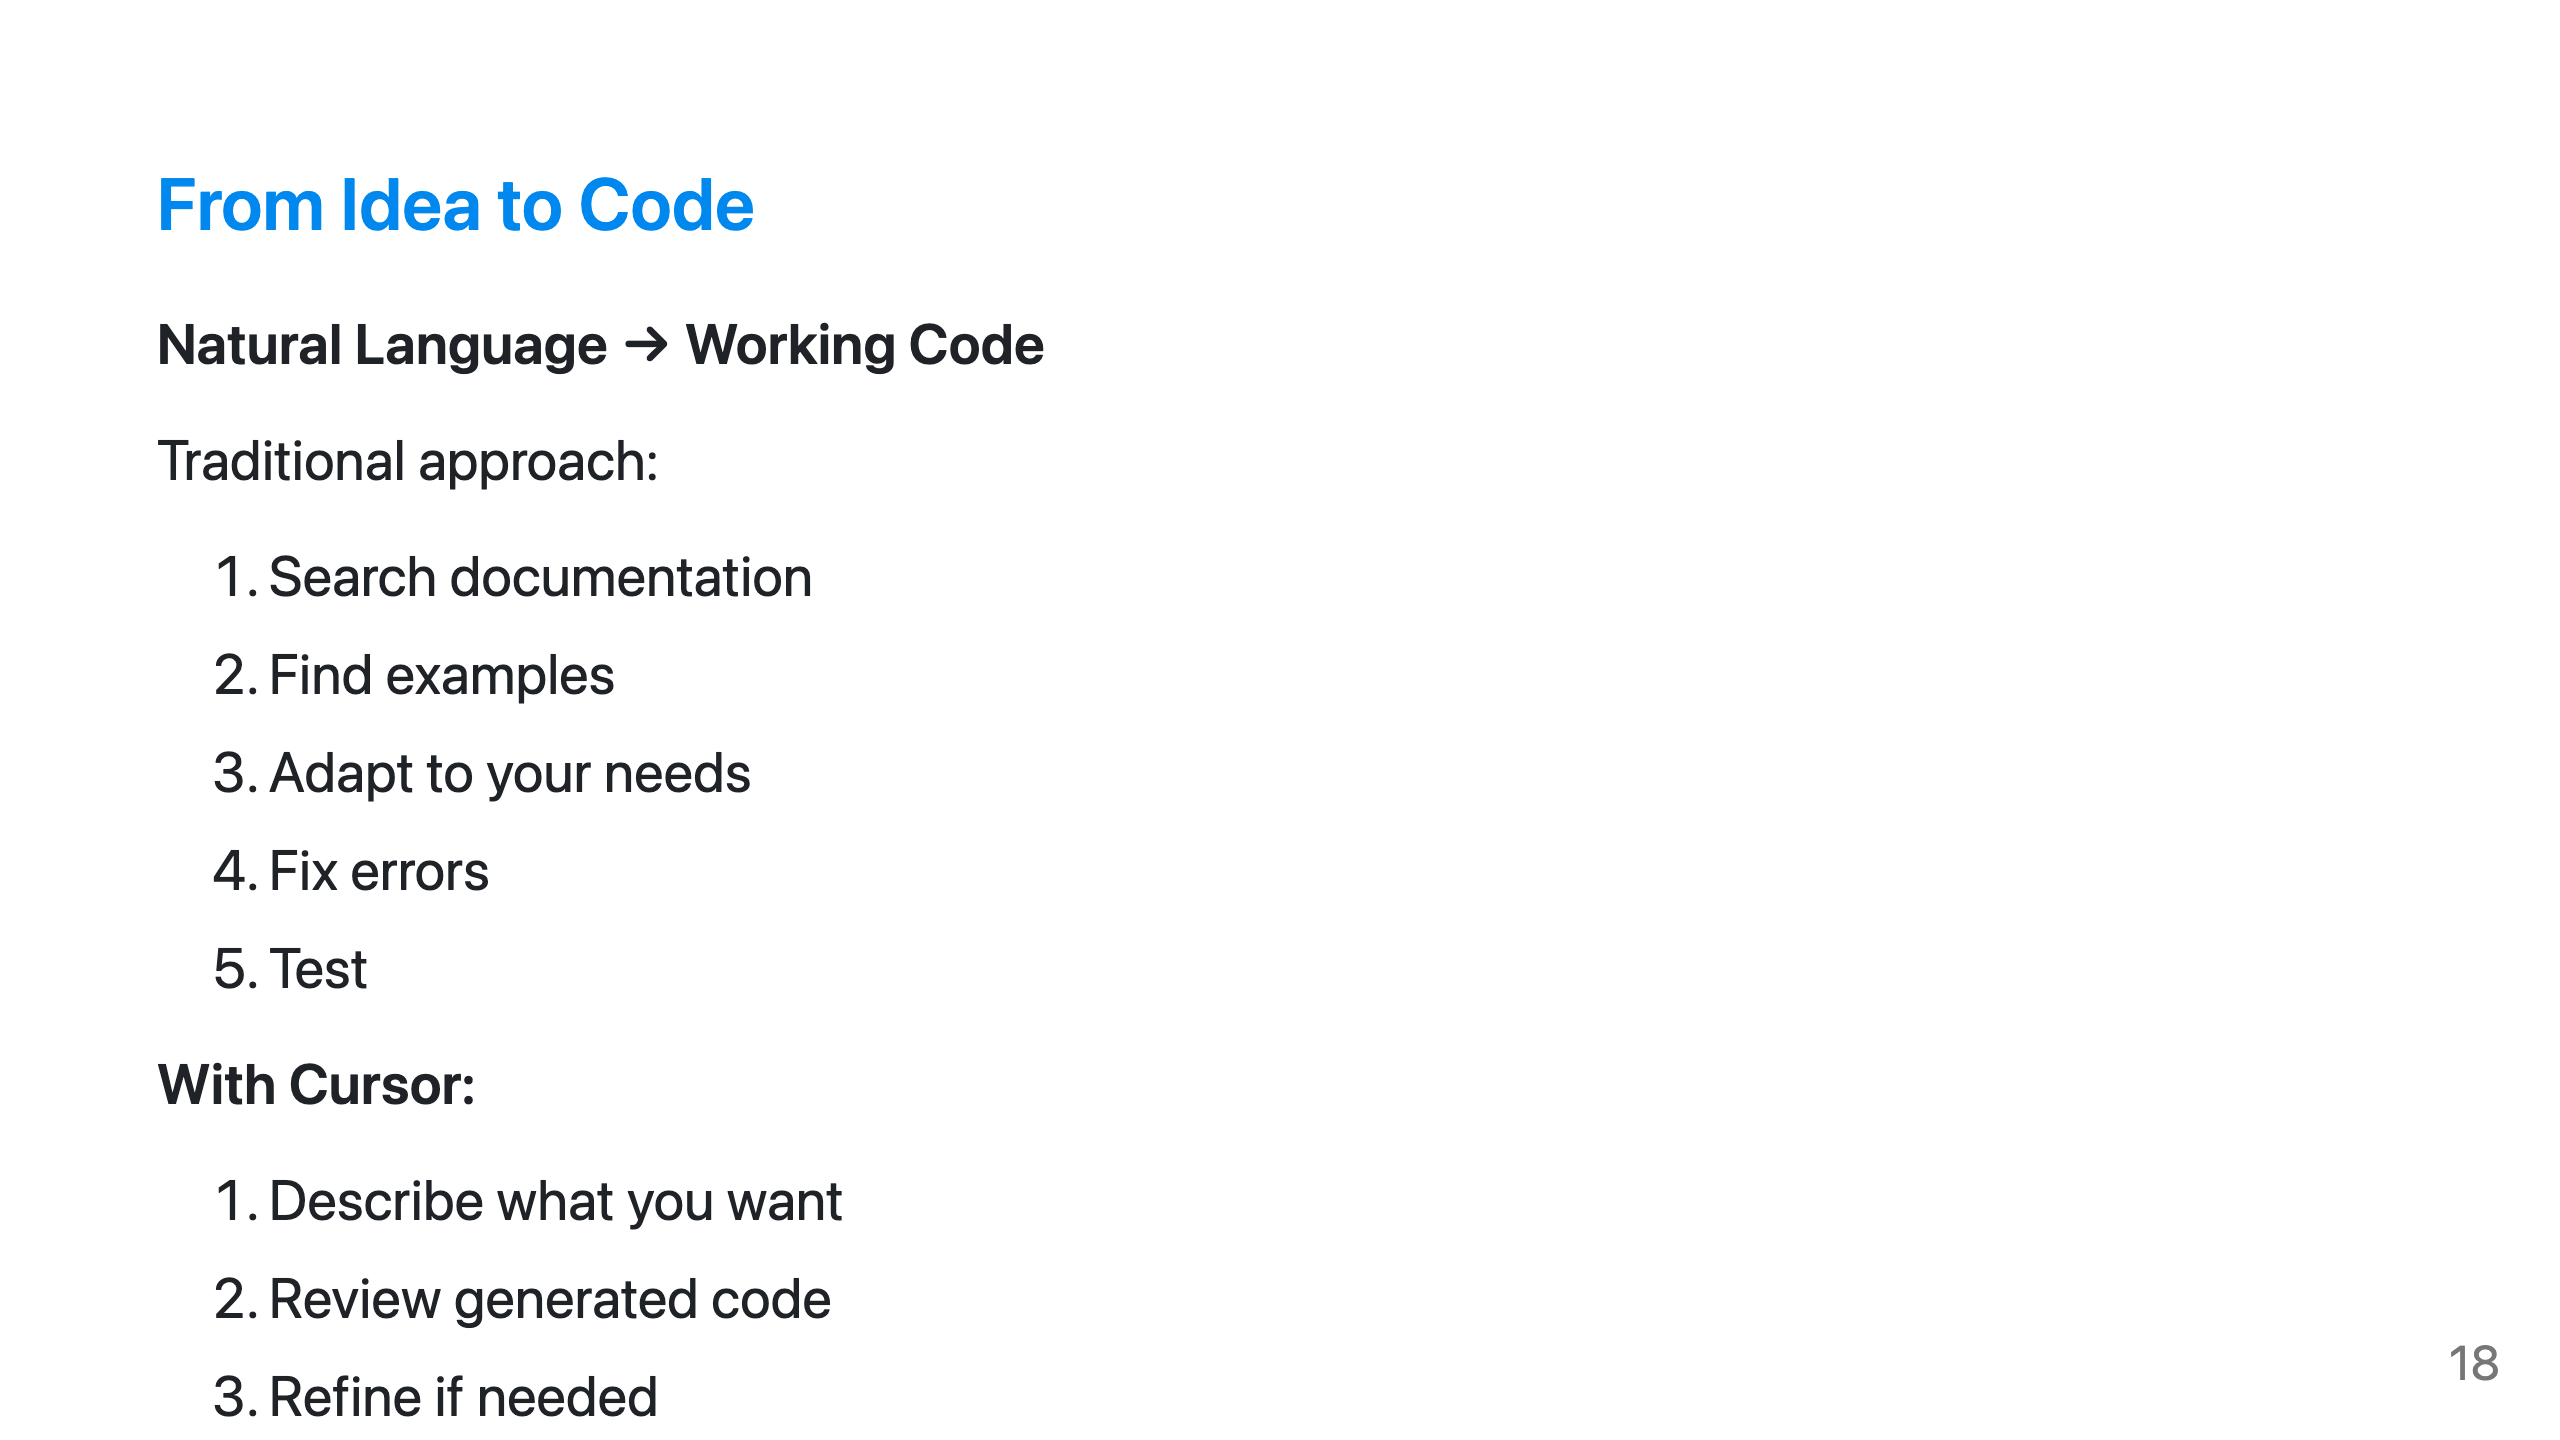 From Idea to Code
Natural Language → Working Code
Traditional approach:
1. Search documentation
2. Find examples
3. Adapt to your needs
4. Fix errors
5. Test
With Cursor:
1. Describe what you want
2. Review generated code
3. Refine if needed
18